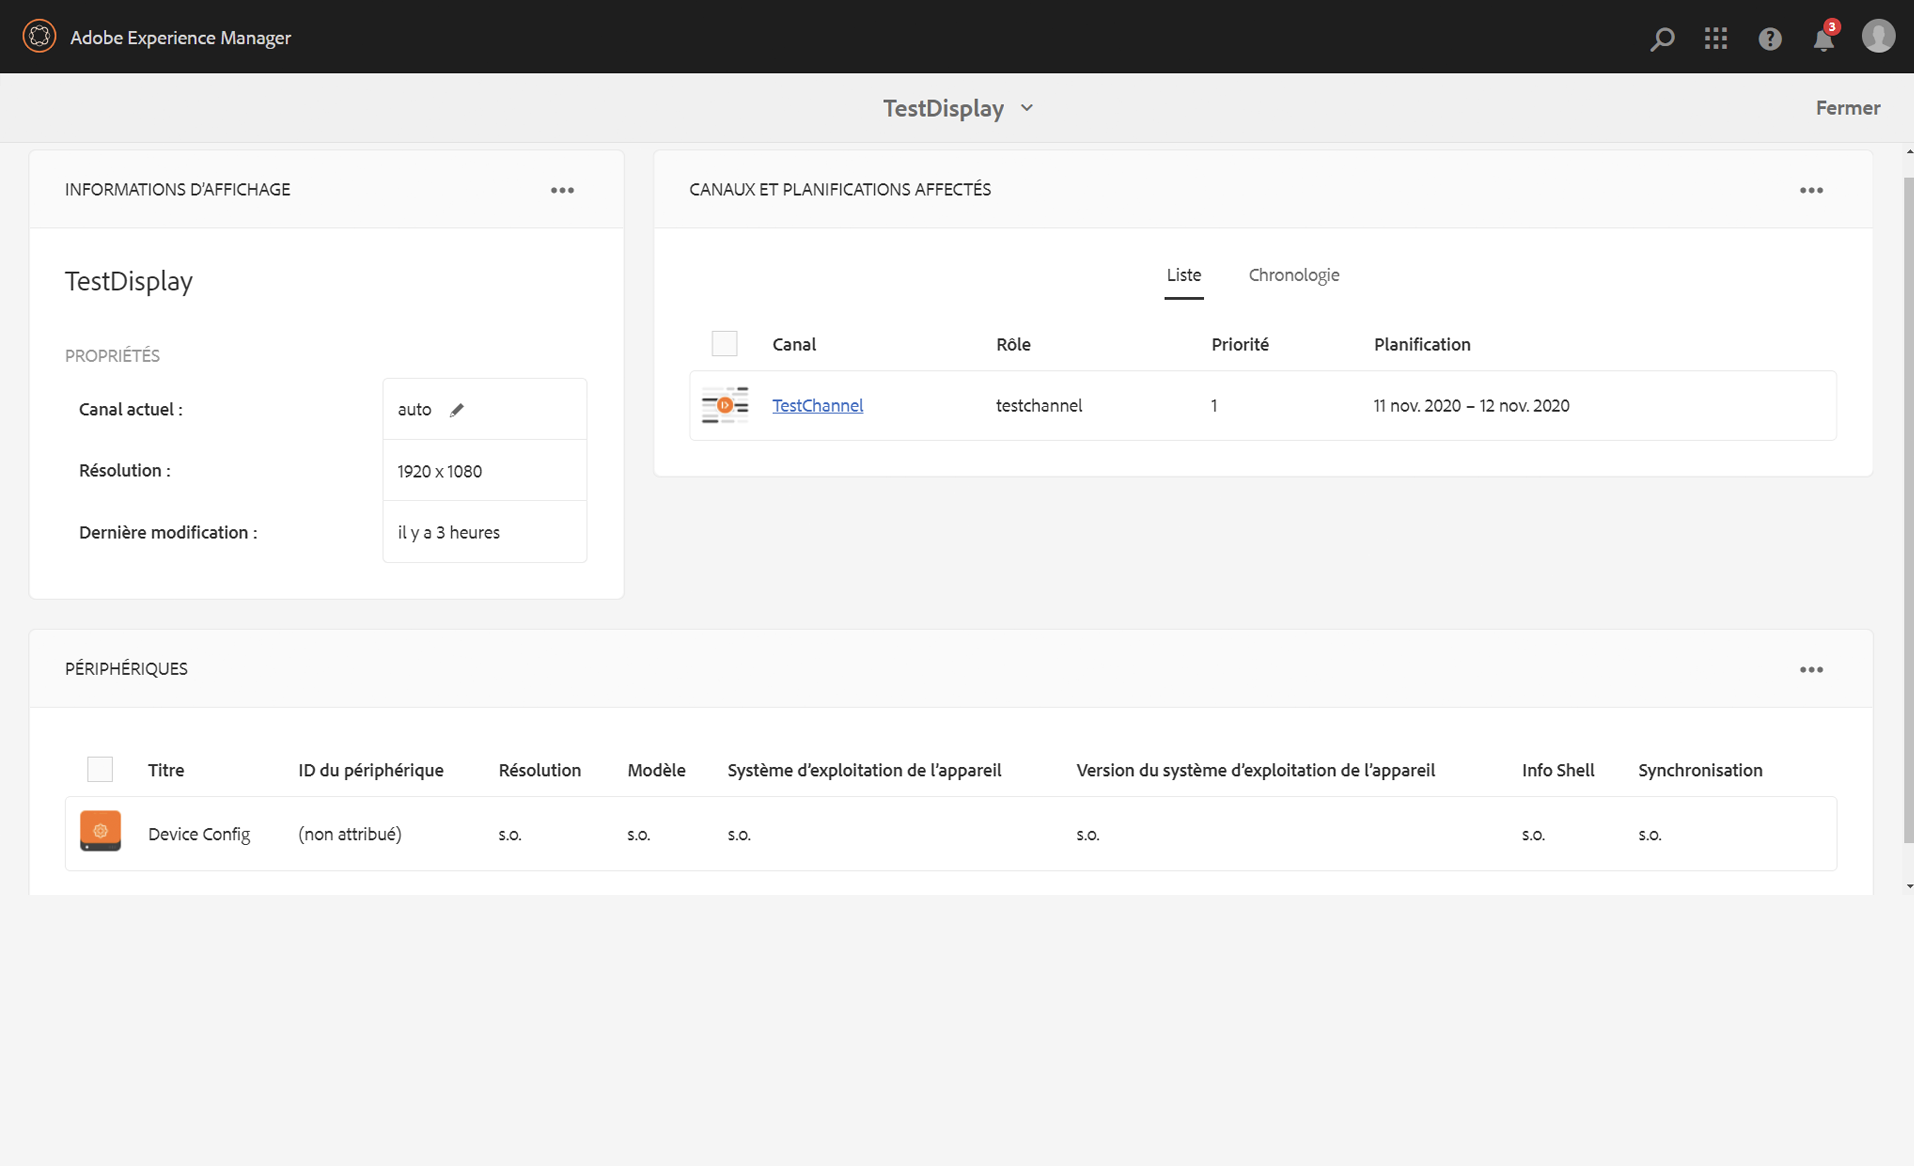 Adobe Experience Manager
3
TestDisplay
Fermer
INFORMATIONS D’AFFICHAGE
TestDisplay
PROPRIÉTÉS
Canal actuel : auto
Résolution : 1920 x 1080
Dernière modification : il y a 3 heures
CANAUX ET PLANIFICATIONS AFFECTÉS
Liste Chronologie
Canal Rôle Priorité Planification
D TestChannel testchannel 1 11 nov. 2020 – 12 nov. 2020
PÉRIPHÉRIQUES
Titre ID du périphérique Résolution Modèle Système d’exploitation de l’appareil Version du système d’exploitation de l’appareil Info Shell Synchronisation
Device Config (non attribué) s.o. s.o. s.o. s.o. s.o. s.o.